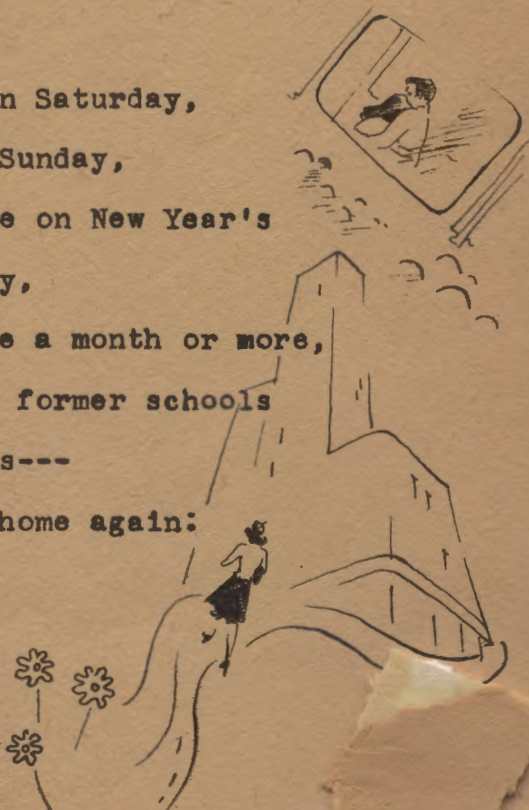 n Saturday,
Sunday,
e on New Year's
y,
e a month or more,
former schools
s---
home again: